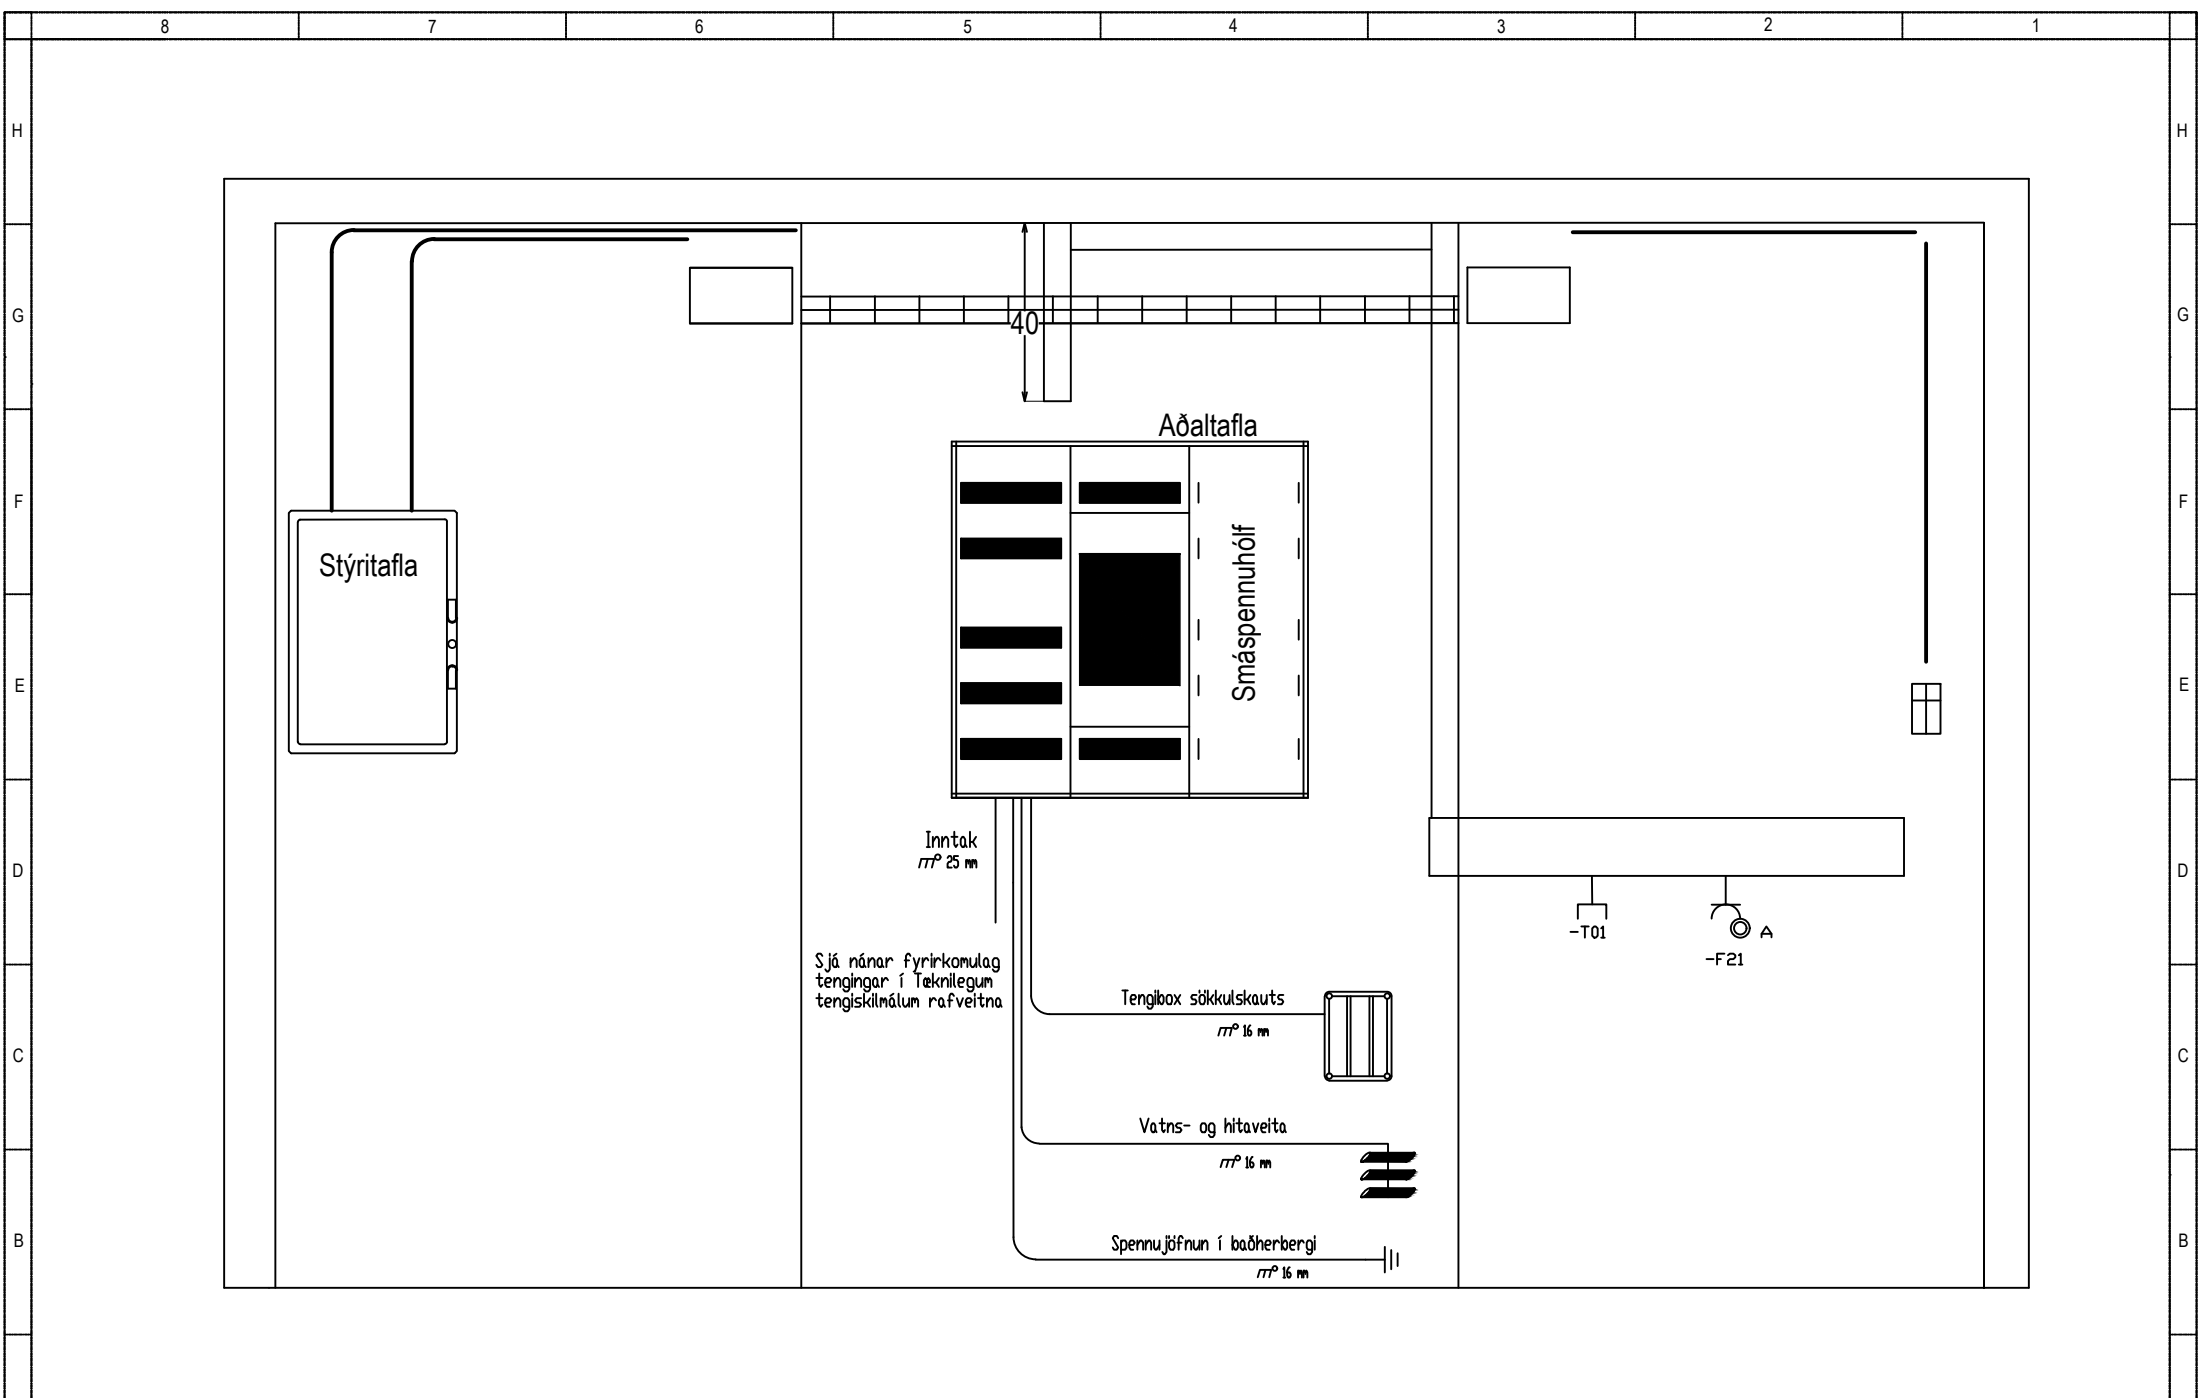 8 7 6 5 4 3 2 1
H H
G G
40
Aðaltafla
F F
Stýritafla
Smáspennuhólf
E E
Inntak
25 mm
D D
-T01
A
-F21
Sjá nánar fyrirkomulag
tengingar í Tæknilegum
tengiskilmálum rafveitna
Tengibox sökkulskauts
16 mm
C C
Vatns- og hitaveita
16 mm
B B
Spennujöfnun í baðherbergi
16 mm